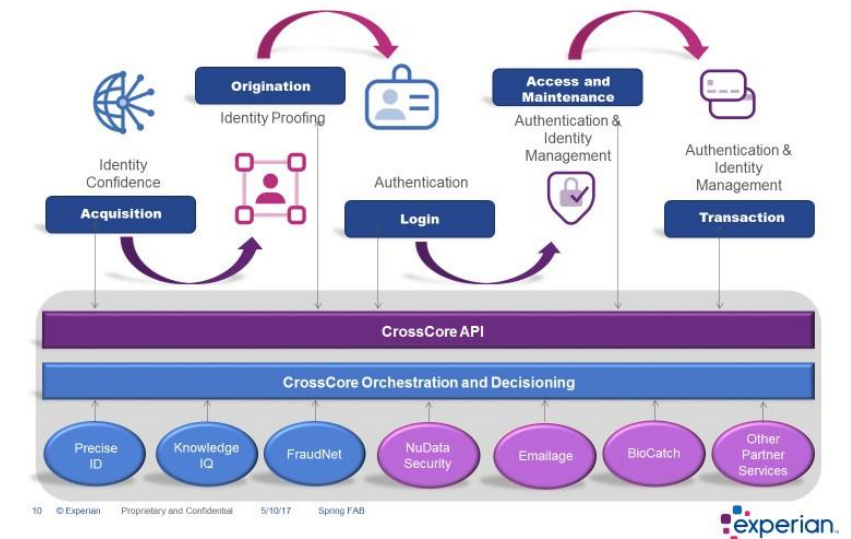 Origination
Identity Proofing
Access and
Maintenance
Authentication &
Identity
Management
Authentication &
Identity
Management
Identity
Confidence
Acquisition
Authentication
Login
Transaction
CrossCore API
CrossCore Orchestration and Decisioning
Precise
ID
Knowledge
IQ
FraudNet
NuData
Security
Emailage
BioCatch
Other
Partner
Services
10 © Experian Proprietary and Confidential 5/10/17 Spring FAB
experian.